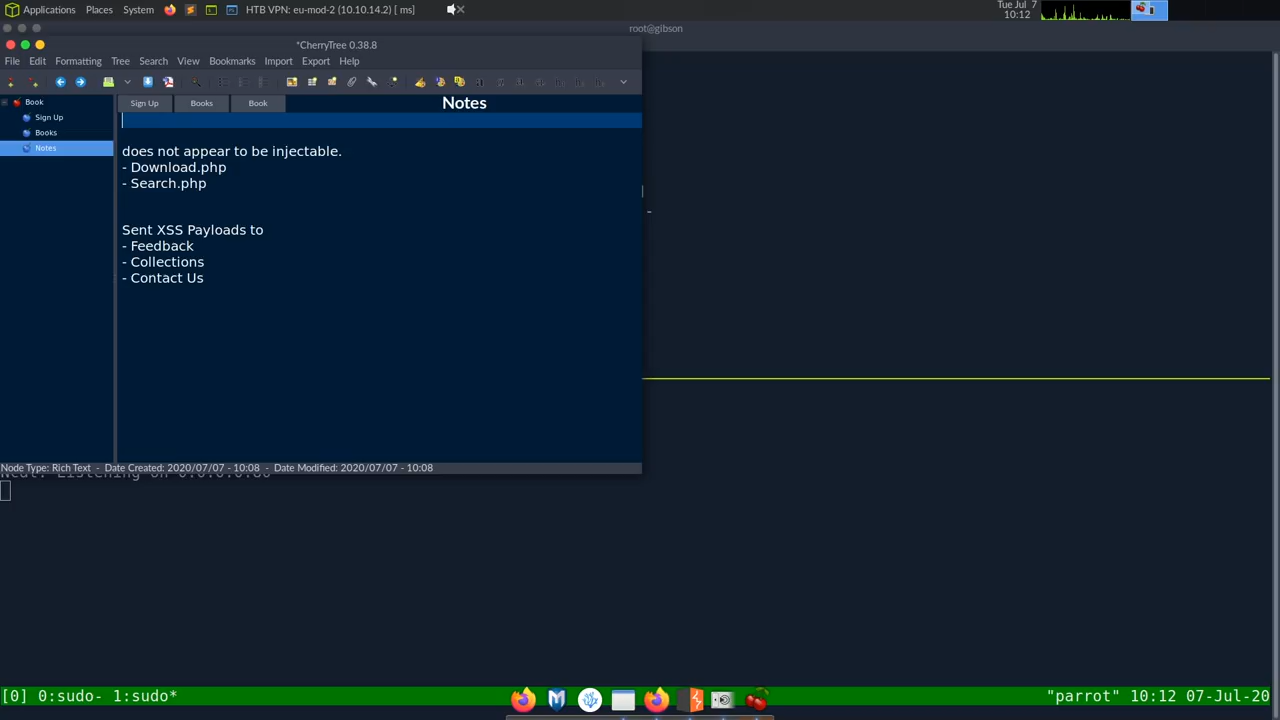 Applications Places System HTB VPN: eu-mod-2 (10.10.14.2) [ ms]
Tue Jul 7
10:12
root@gibson
*CherryTree 0.38.8
File Edit Formatting Tree Search View Bookmarks Import Export Help
Book
Sign Up
Books
Notes
Sign Up Books Book Notes
does not appear to be injectable.
- Download.php
- Search.php
Sent XSS Payloads to
- Feedback
- Collections
- Contact Us
Node Type: Rich Text - Date Created: 2020/07/07 - 10:08 - Date Modified: 2020/07/07 - 10:08
[0] 0:sudo- 1:sudo*
"parrot" 10:12 07-Jul-20